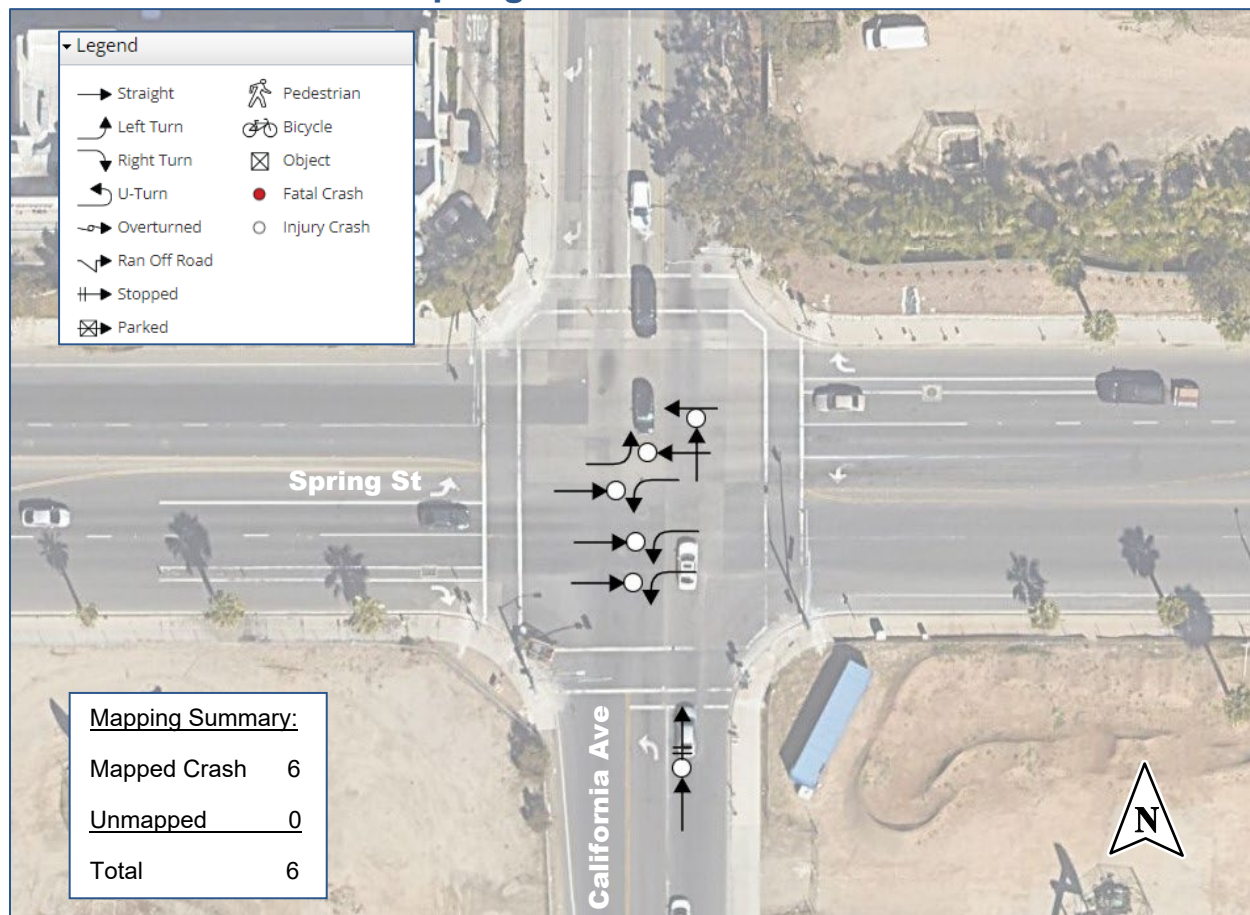 Legend
Straight
Pedestrian
Left Turn
Bicycle
Right Turn
Object
U-Turn
Fatal Crash
Overturned
Injury Crash
Ran Off Road
Stopped
Parked
STOP
Spring St
California Ave
Mapping Summary:
Mapped Crash 6
Unmapped 0
Total 6
N